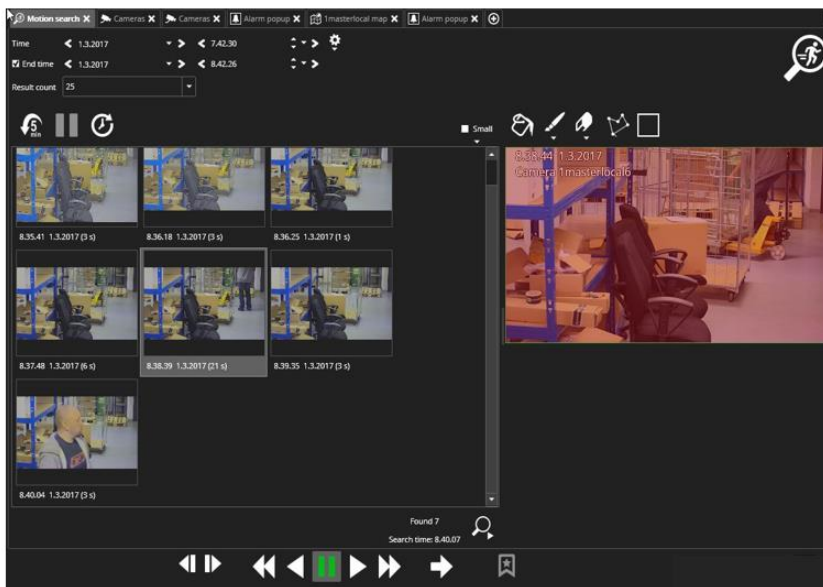 Motion search Cameras Cameras Alarm popup 1masterlocal map Alarm popup
Time 1.3.2017 7.42.30
End time 1.3.2017 8.42.26
Result count 25
5 min
Small
8.38.44 1.3.2017
Camera 1masterlocal6
8.35.41 1.3.2017 (3 s) 8.36.18 1.3.2017 (3 s) 8.36.25 1.3.2017 (1 s)
8.37.48 1.3.2017 (6 s) 8.38.39 1.3.2017 (21 s) 8.39.35 1.3.2017 (3 s)
8.40.04 1.3.2017 (3 s)
Found 7
Search time: 8.40.07